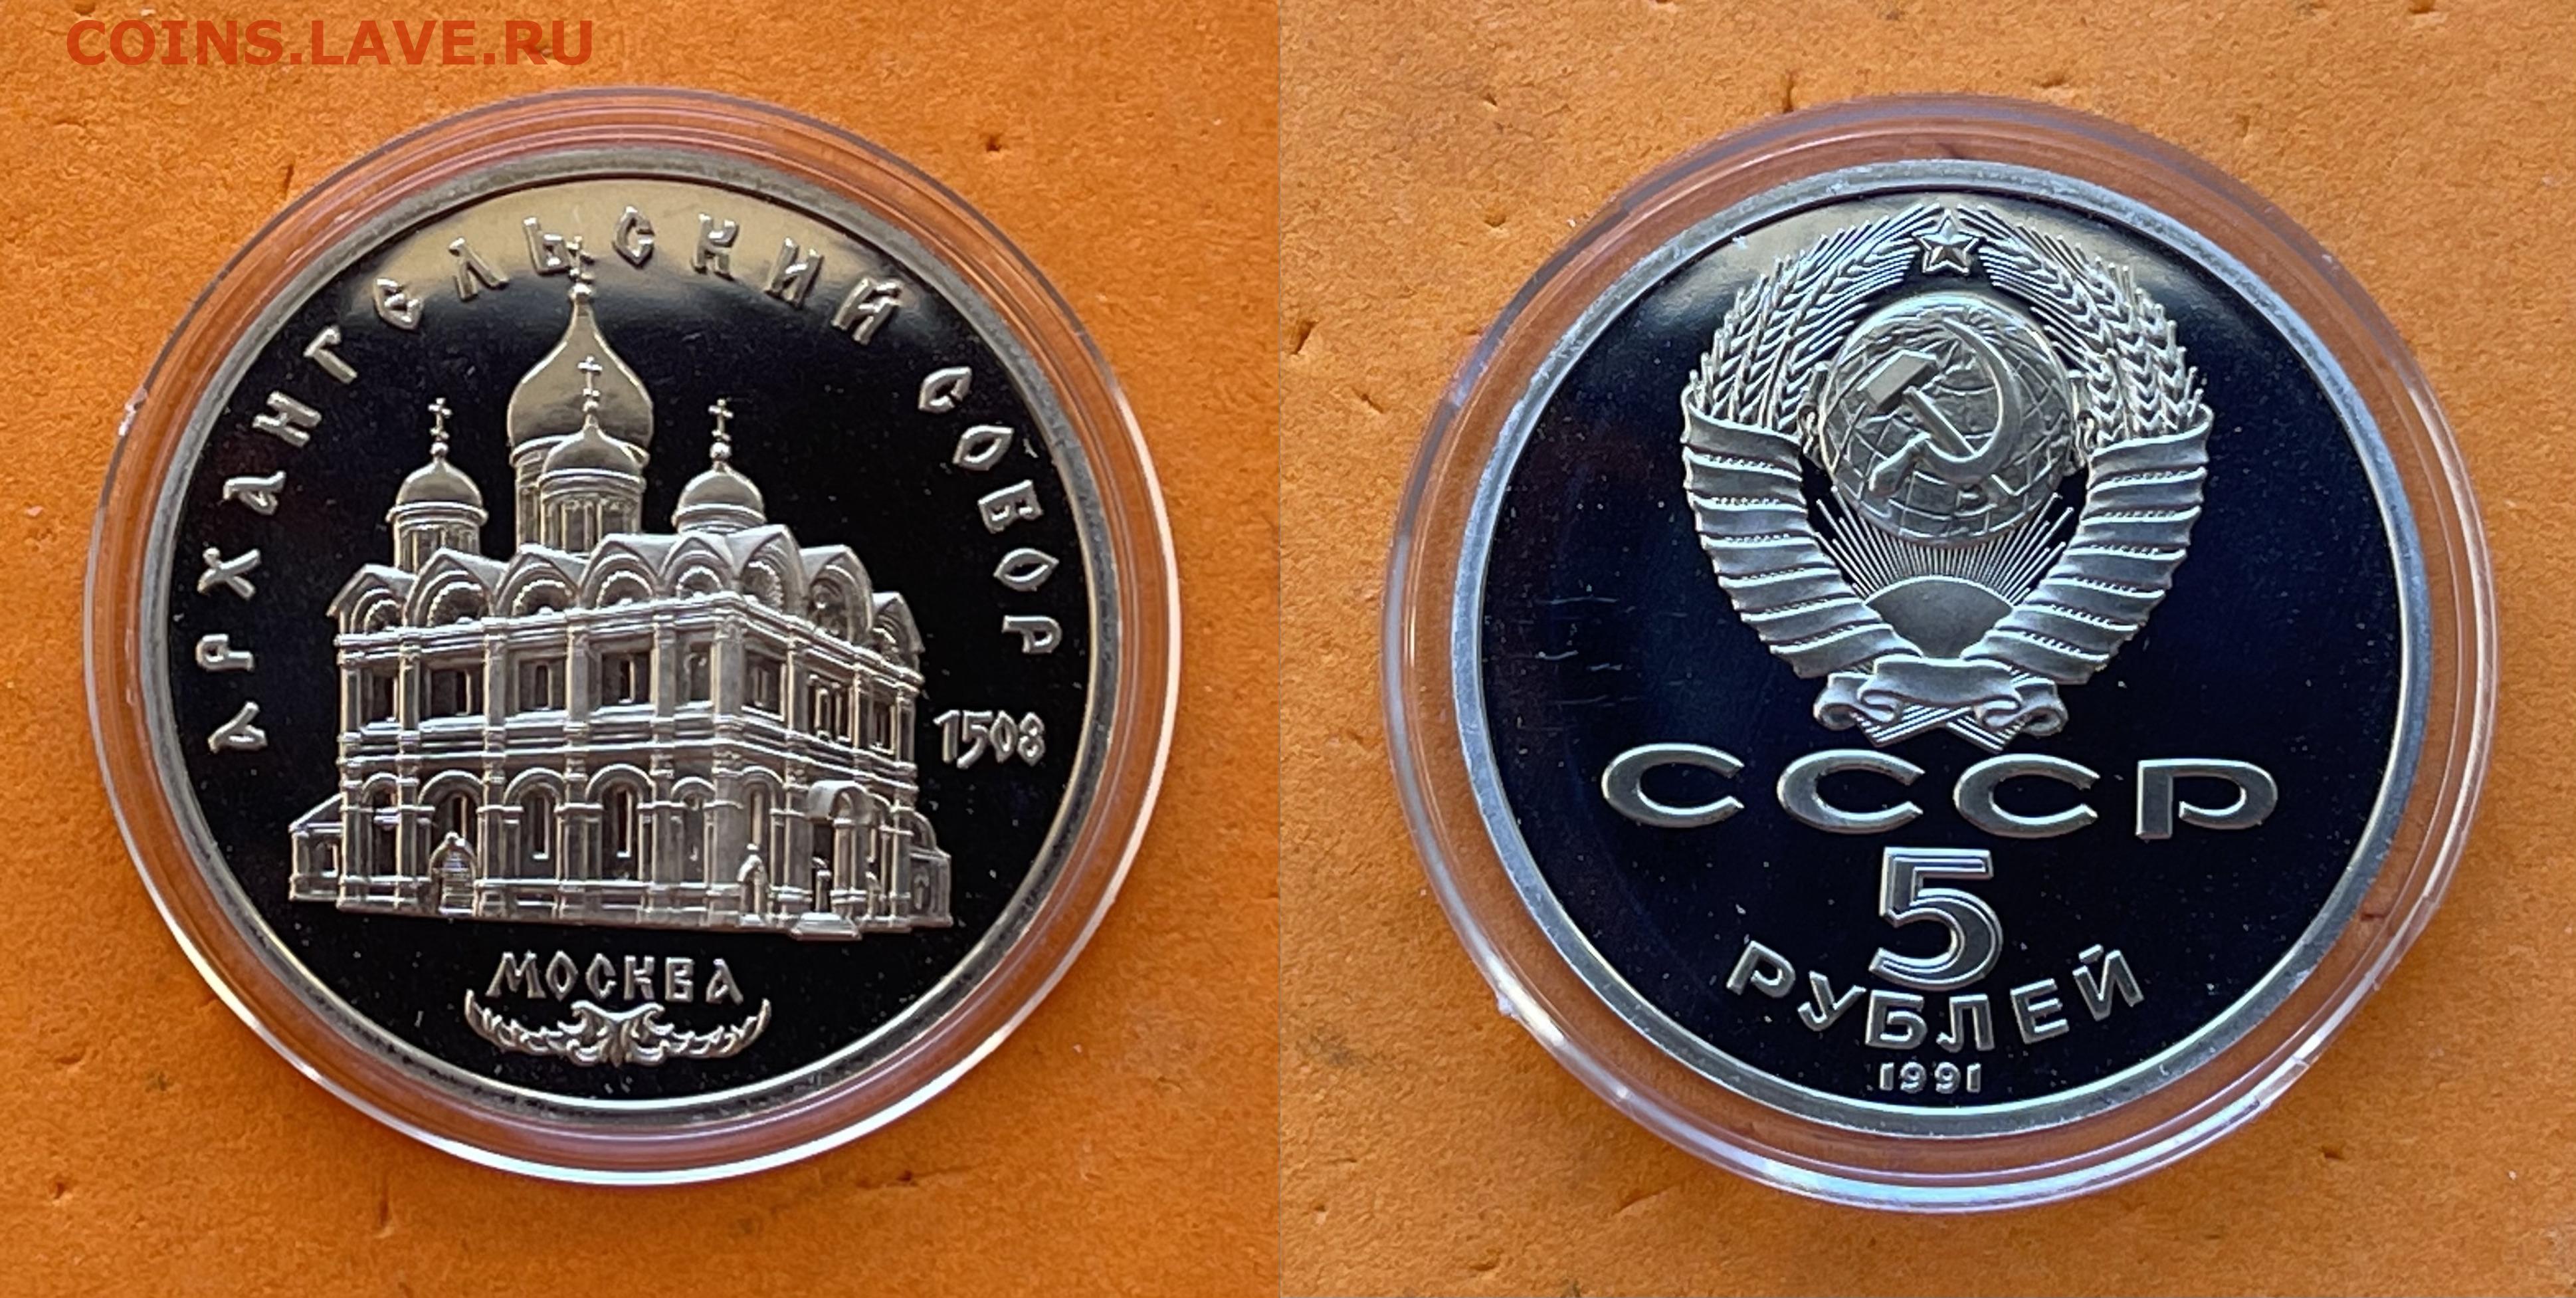 COINS.LAVE.RU
АРХАНГЕЛЬСКИЙ СОБОР
1508
МОСКВА
СССР
5
РУБЛЕЙ
1991